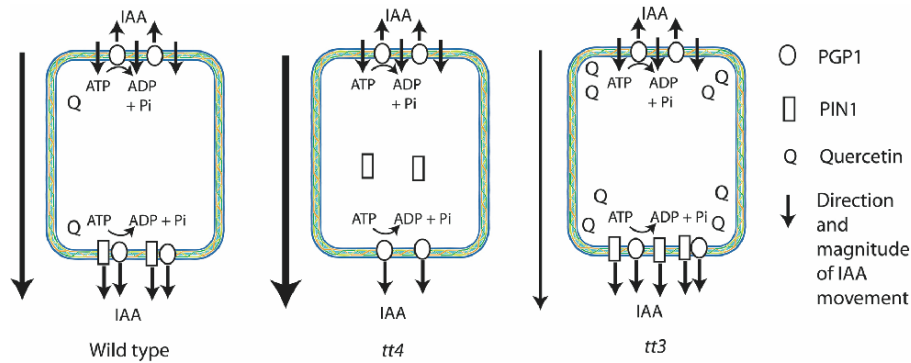 IAA
ATP ADP
+ Pi
Q
Q
ATP ADP + Pi
IAA
Wild type
IAA
ATP ADP
+ Pi
ATP ADP + Pi
IAA
tt4
IAA
Q Q
ATP ADP
Q Q
+ Pi
Q Q
ATP ADP + Pi
Q Q
IAA
tt3
PGP1
PIN1
Q Quercetin
Direction
and
magnitude
of IAA
movement